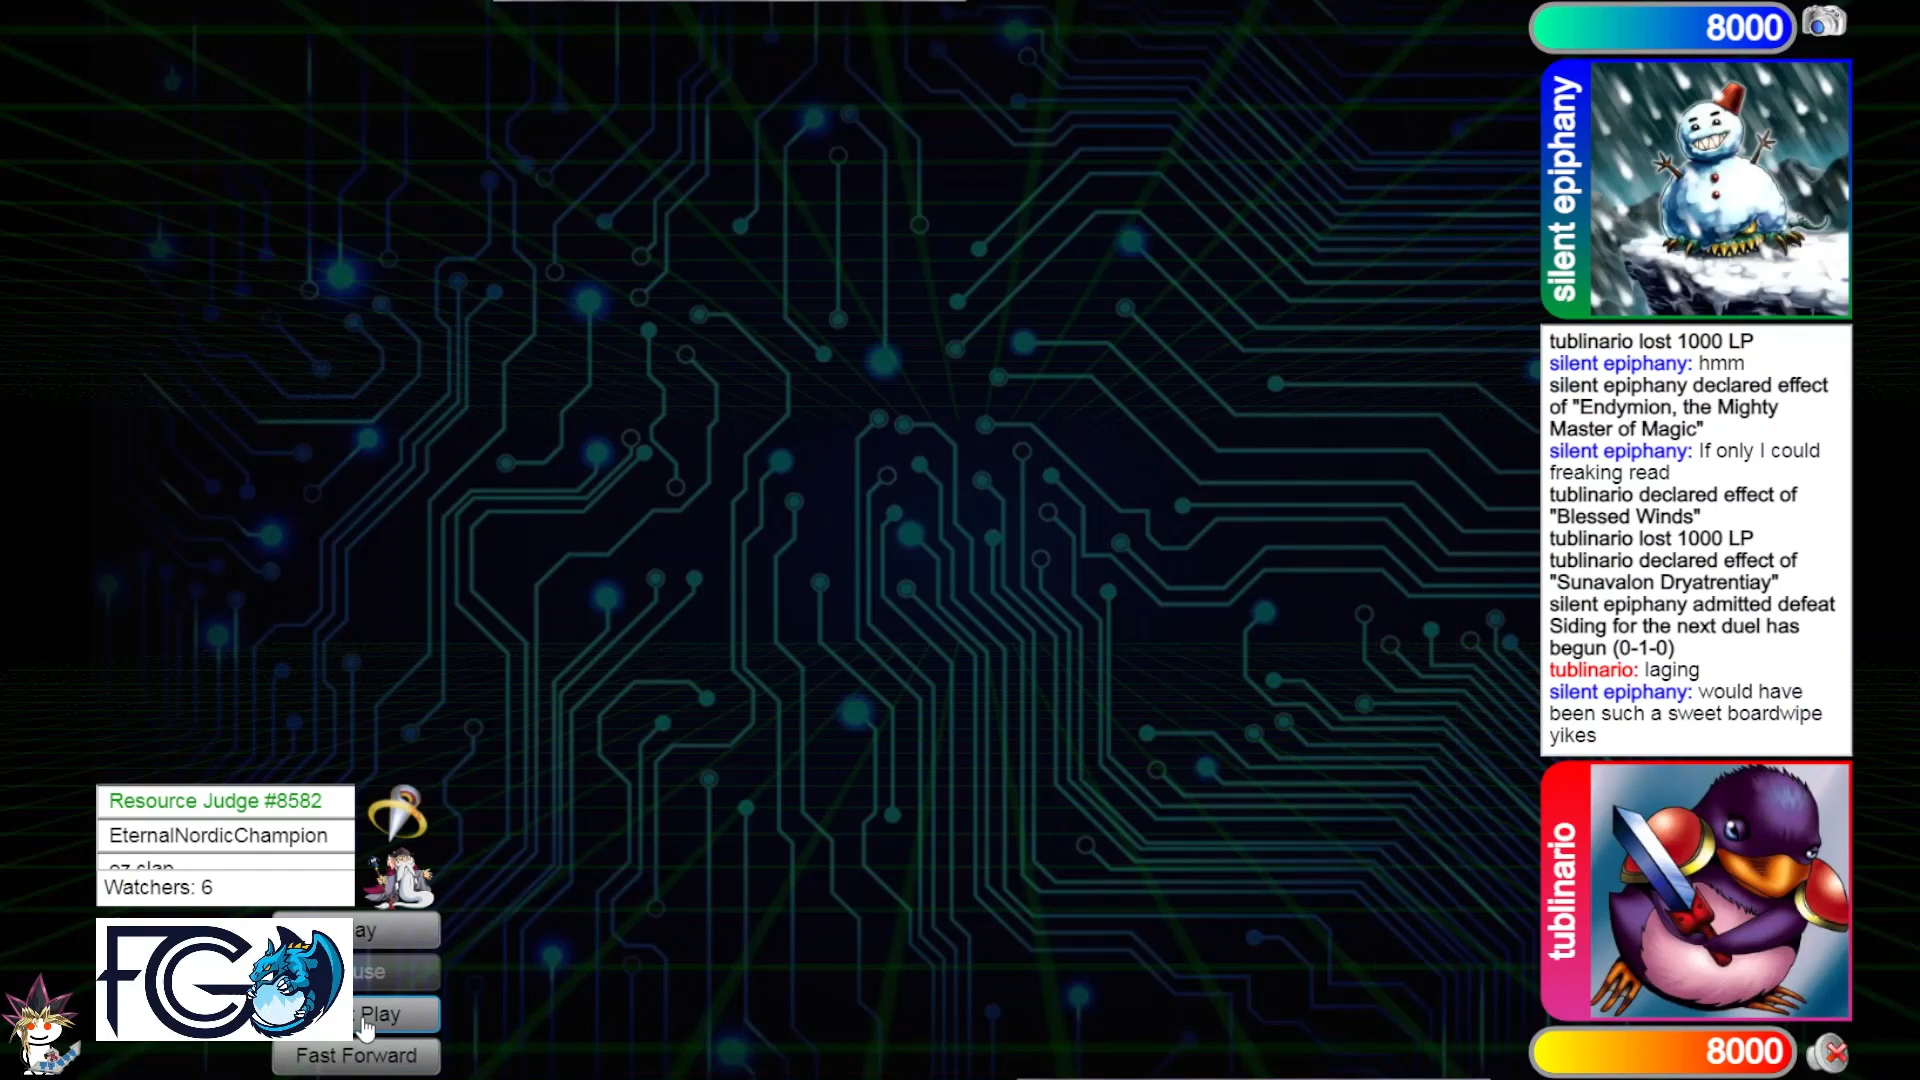 8000
silent epiphany
tublinario lost 1000 LP
silent epiphany: hmm
silent epiphany declared effect
of "Endymion, the Mighty
Master of Magic"
silent epiphany: If only I could
freaking read
tublinario declared effect of
"Blessed Winds"
tublinario lost 1000 LP
tublinario declared effect of
"Sunavalon Dryatrentiay"
silent epiphany admitted defeat
Siding for the next duel has
begun (0-1-0)
tublinario: laging
silent epiphany: would have
been such a sweet boardwipe
yikes
tublinario
8000
Resource Judge #8582
EternalNordicChampion
Watchers: 6
FGC
ay
use
Play
Fast Forward